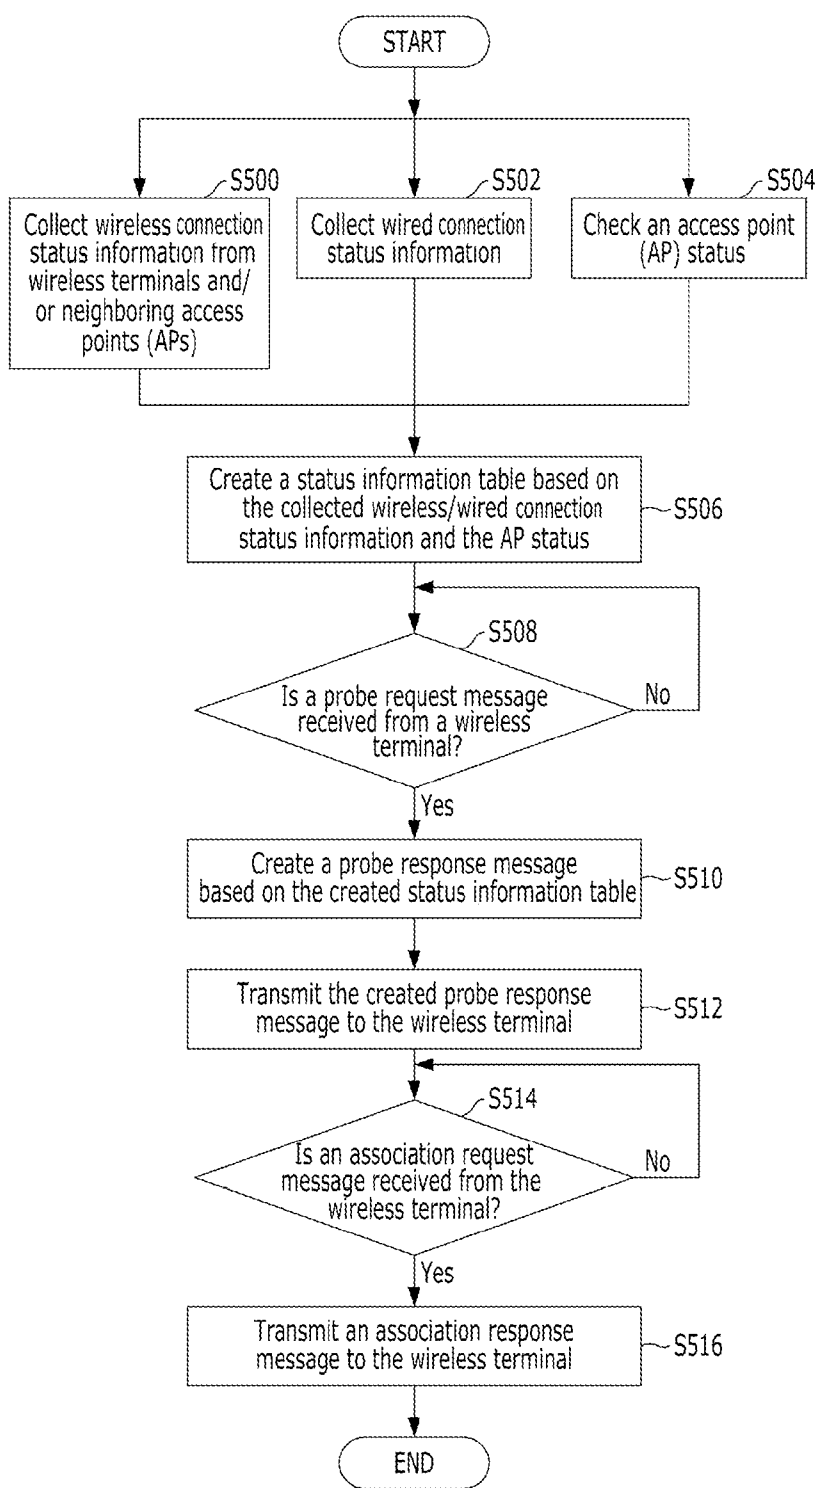 START
S500
S502
S504
Collect wireless connection
status information from
wireless terminals and/
or neighboring access
points (APs)
Collect wired connection
status information
Check an access point
(AP) status
Create a status information table based on
the collected wireless/wired connection
status information and the AP status
S506
S508
Is a probe request message
received from a wireless
terminal?
No
Yes
Create a probe response message
based on the created status information table
S510
Transmit the created probe response
message to the wireless terminal
S512
S514
Is an association request
message received from the
wireless terminal?
No
Yes
Transmit an association response
message to the wireless terminal
S516
END